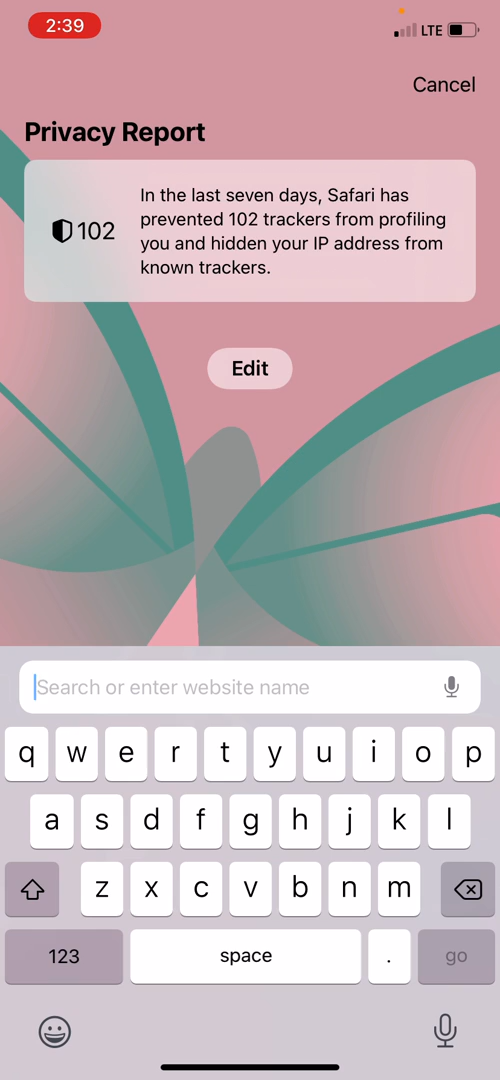 2:39
LTE
Cancel
Privacy Report
102
In the last seven days, Safari has
prevented 102 trackers from profiling
you and hidden your IP address from
known trackers.
Edit
Search or enter website name
q w e r t y u i o p
a s d f g h j k l
z x c v b n m
123 space . go